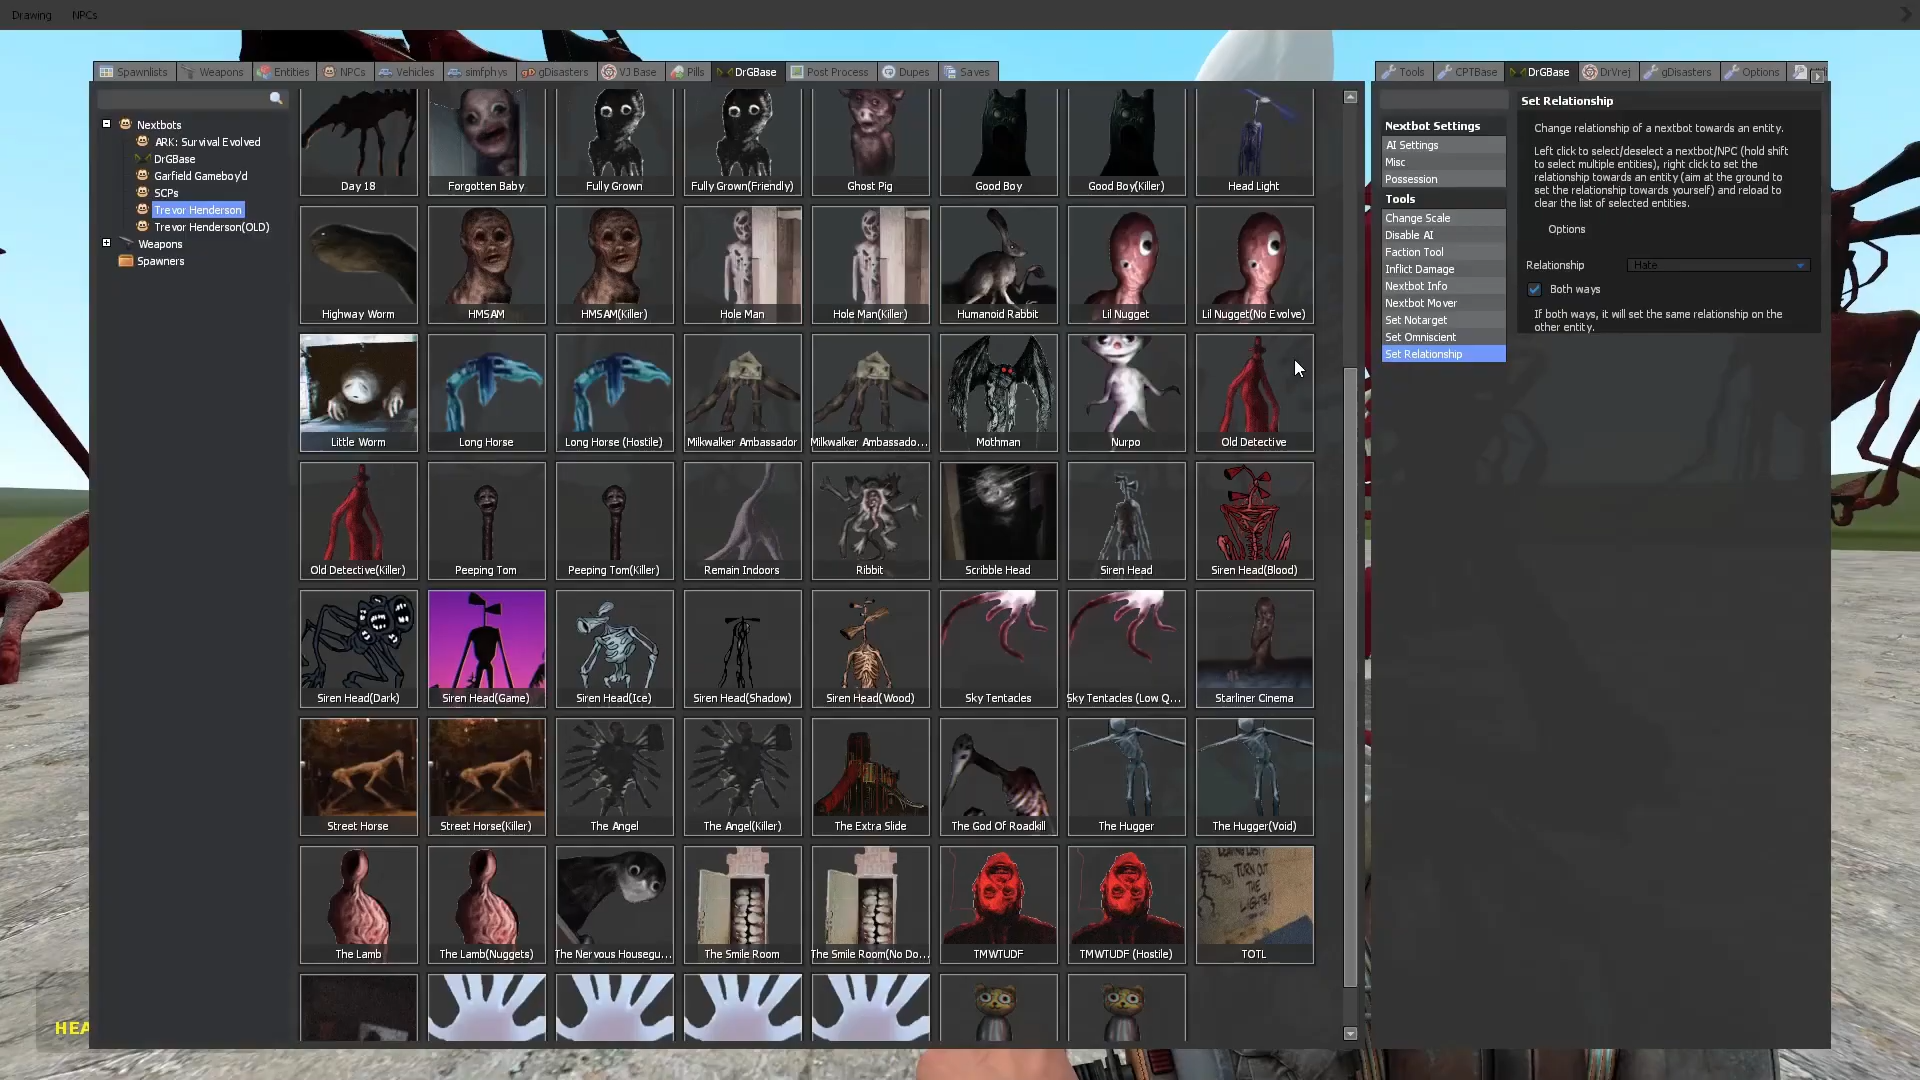 Drawing NPCs
Spawnlists Weapons Entities NPCs Vehicles simfphys gDisasters VJ Base Pills DrGBase Post Process Dupes Saves
Tools CPTBase DrGBase DrVrej gDisasters Options
Nextbots
ARK: Survival Evolved
DrGBase
Garfield Gameboy'd
SCPs
Trevor Henderson
Trevor Henderson(OLD)
Weapons
Spawners
Day 18 Forgotten Baby Fully Grown Fully Grown(Friendly) Ghost Pig Good Boy Good Boy(Killer) Head Light
Highway Worm HMSAM HMSAM(Killer) Hole Man Hole Man(Killer) Humanoid Rabbit Lil Nugget Lil Nugget(No Evolve)
Little Worm Long Horse Long Horse (Hostile) Milkwalker Ambassador Milkwalker Ambassado... Mothman Nurpo Old Detective
Old Detective(Killer) Peeping Tom Peeping Tom(Killer) Remain Indoors Ribbit Scribble Head Siren Head Siren Head(Blood)
Siren Head(Dark) Siren Head(Game) Siren Head(Ice) Siren Head(Shadow) Siren Head(Wood) Sky Tentacles Sky Tentacles (Low Q... Starliner Cinema
Street Horse Street Horse(Killer) The Angel The Angel(Killer) The Extra Slide The God Of Roadkill The Hugger The Hugger(Void)
TURN OUT
THE
LIGHTS!
The Lamb The Lamb(Nuggets) The Nervous Housegu... The Smile Room The Smile Room(No Do... TMWTUDF TMWTUDF (Hostile) TOTL
Nextbot Settings
AI Settings
Misc
Possession
Tools
Change Scale
Disable AI
Faction Tool
Inflict Damage
Nextbot Info
Nextbot Mover
Set Notarget
Set Omniscient
Set Relationship
Set Relationship
Change relationship of a nextbot towards an entity.
Left click to select/deselect a nextbot/NPC (hold shift
to select multiple entities), right click to set the
relationship towards an entity (aim at the ground to
set the relationship towards yourself) and reload to
clear the list of selected entities.
Options
Relationship Hate
Both ways
If both ways, it will set the same relationship on the
other entity.
HEA